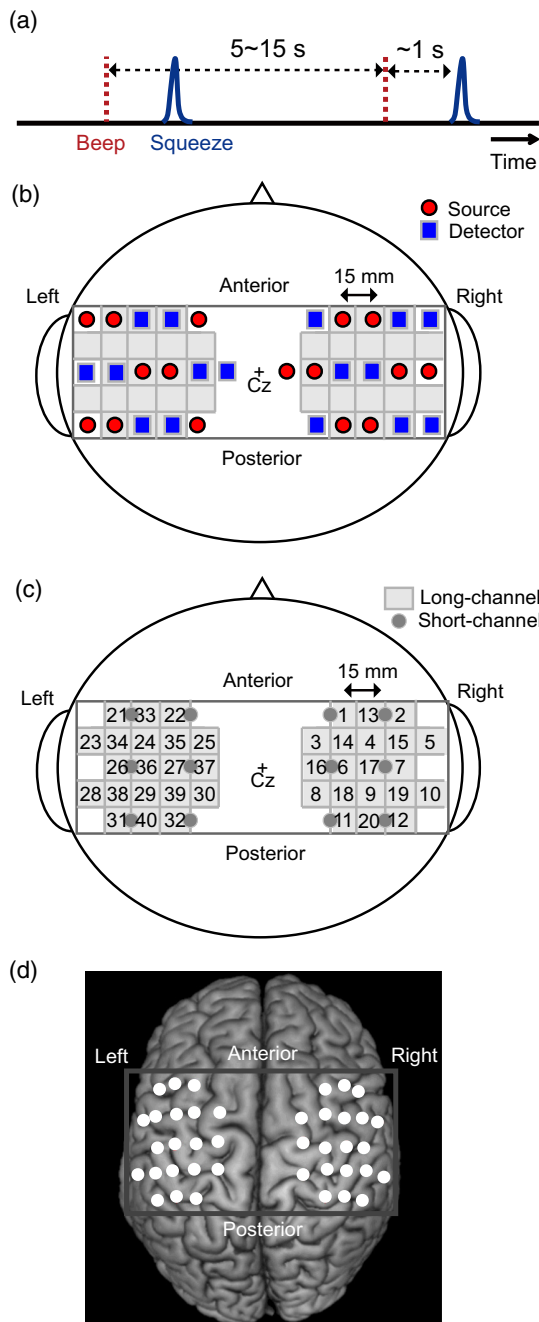 (a)
5~15 s
~1 s
Beep
Squeeze
Time
(b)
Source
Detector
15 mm
Left
Anterior
Right
+
Cz
Posterior
(c)
Long-channel
Short-channel
15 mm
Left
Anterior
Right
21 33 22 1 13 2
23 34 24 35 25 3 14 4 15 5
26 36 27 37 + 16 6 17 7
Cz
28 38 29 39 30 8 18 9 19 10
31 40 32 11 20 12
Posterior
(d)
Left
Anterior
Right
Posterior